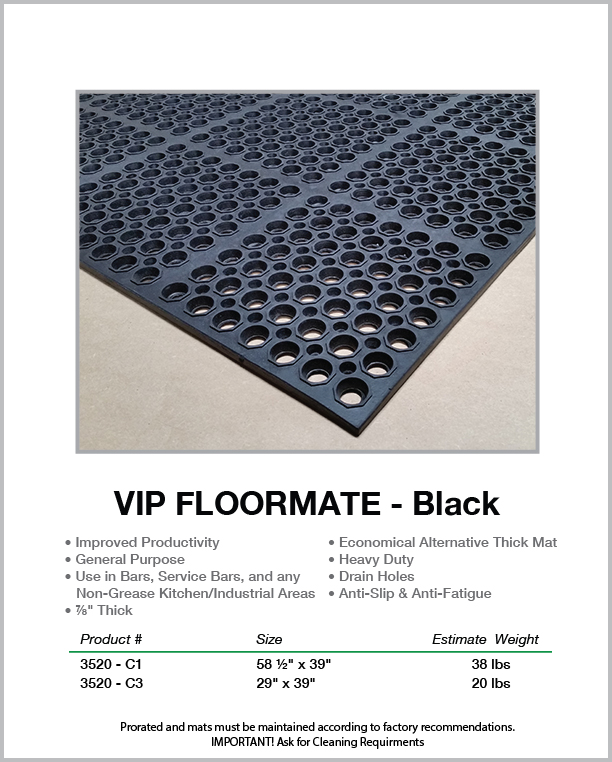 VIP FLOORMATE - Black
• Improved Productivity
• General Purpose
• Use in Bars, Service Bars, and any
Non-Grease Kitchen/Industrial Areas
• ⅞" Thick
• Economical Alternative Thick Mat
• Heavy Duty
• Drain Holes
• Anti-Slip & Anti-Fatigue
Product # Size Estimate Weight
3520 - C1 58 ½" x 39" 38 lbs
3520 - C3 29" x 39" 20 lbs
Prorated and mats must be maintained according to factory recommendations.
IMPORTANT! Ask for Cleaning Requirments